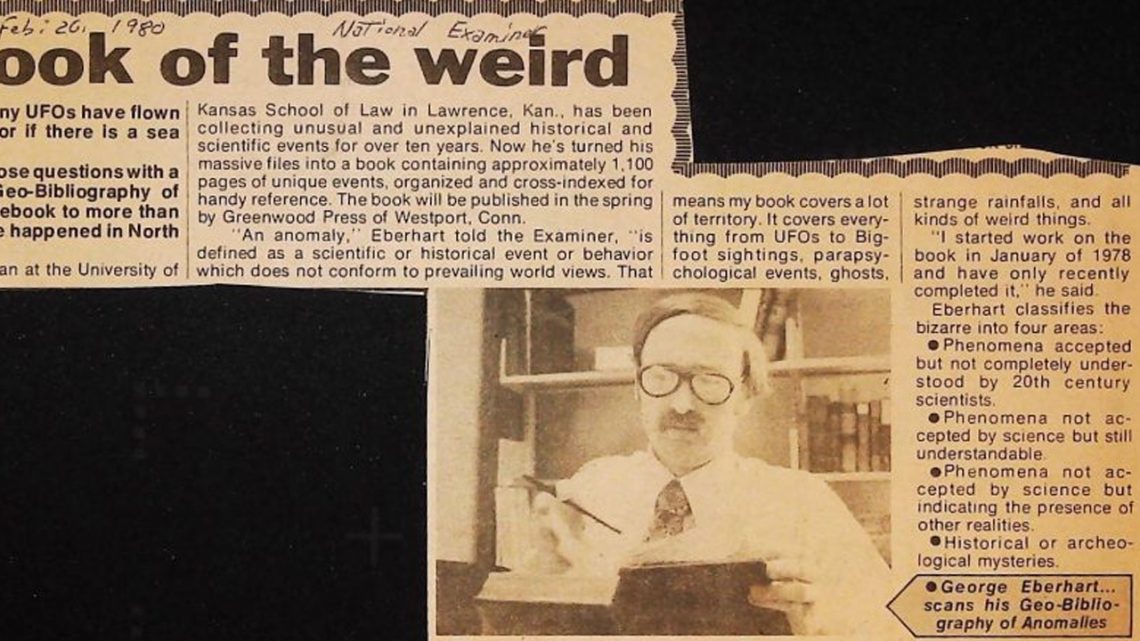 Feb: 26, 1980
National Examiner
ook of the weird
ny UFOs have flown
or if there is a sea
ose questions with a
Geo-Bibliography of
ebook to more than
e happened in North
an at the University of
Kansas School of Law in Lawrence, Kan., has been
collecting unusual and unexplained historical and
scientific events for over ten years. Now he's turned his
massive files into a book containing approximately 1,100
pages of unique events, organized and cross-indexed for
handy reference. The book will be published in the spring
by Greenwood Press of Westport, Conn.
"An anomaly," Eberhart told the Examiner, "is
defined as a scientific or historical event or behavior
which does not conform to prevailing world views. That
means my book covers a lot
of territory. It covers every-
thing from UFOs to Big-
foot sightings, parapsy-
chological events, ghosts,
strange rainfalls, and all
kinds of weird things.
"I started work on the
book in January of 1978
and have only recently
completed it," he said.
Eberhart classifies the
bizarre into four areas:
●Phenomena accepted
but not completely under-
stood by 20th century
scientists.
●Phenomena not ac-
cepted by science but still
understandable.
●Phenomena not ac-
cepted by science but
indicating the presence of
other realities.
●Historical or archeo-
logical mysteries.
●George Eberhart...
scans his Geo-Biblio-
graphy of Anomalies